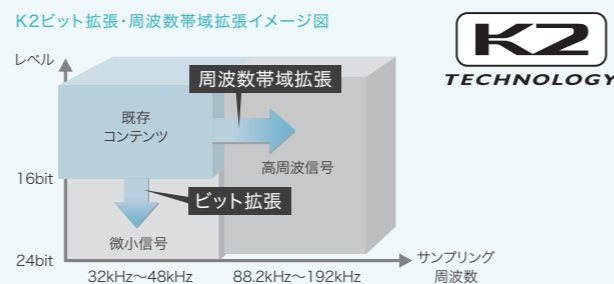 K2ビット拡張・周波数帯域拡張イメージ図
K2
TECHNOLOGY
レベル
周波数帯域拡張
既存
コンテンツ
高周波信号
16bit
ビット拡張
微小信号
24bit
サンプリング
周波数
32kHz〜48kHz
88.2kHz〜192kHz